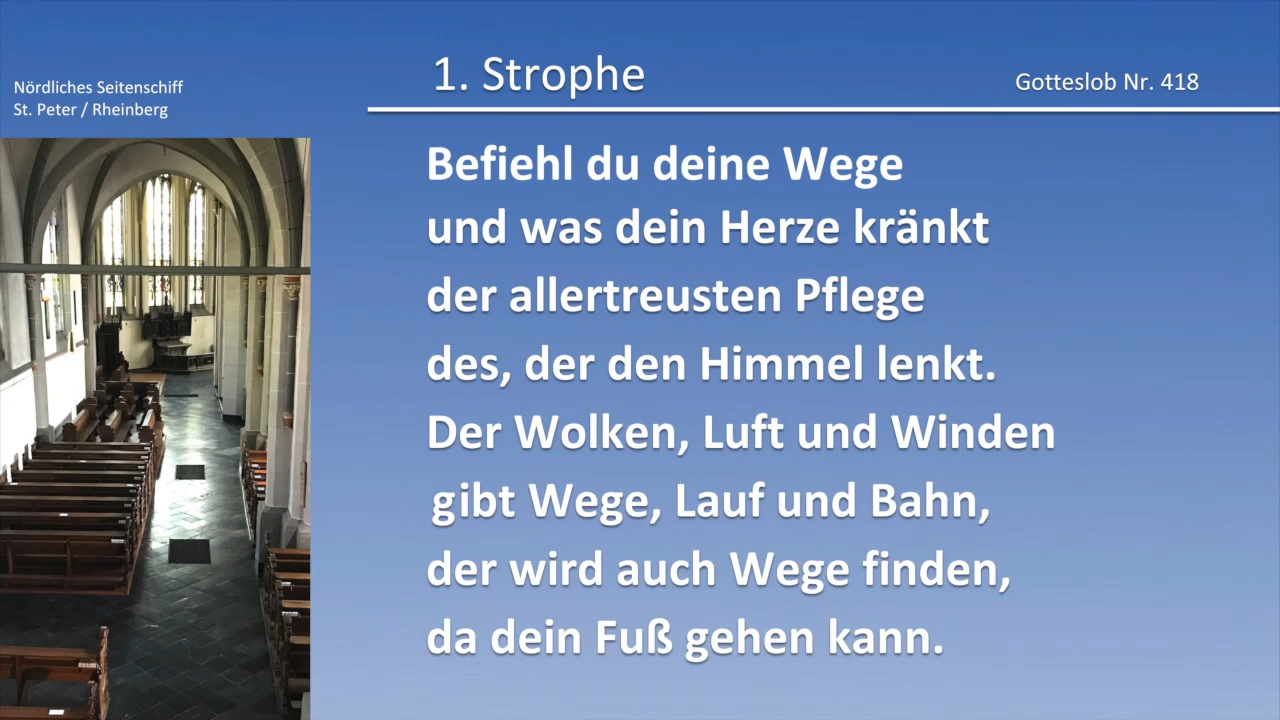 Nördliches Seitenschiff
St. Peter / Rheinberg
1. Strophe
Gotteslob Nr. 418
Befiehl du deine Wege
und was dein Herze kränkt
der allertreusten Pflege
des, der den Himmel lenkt.
Der Wolken, Luft und Winden
gibt Wege, Lauf und Bahn,
der wird auch Wege finden,
da dein Fuß gehen kann.